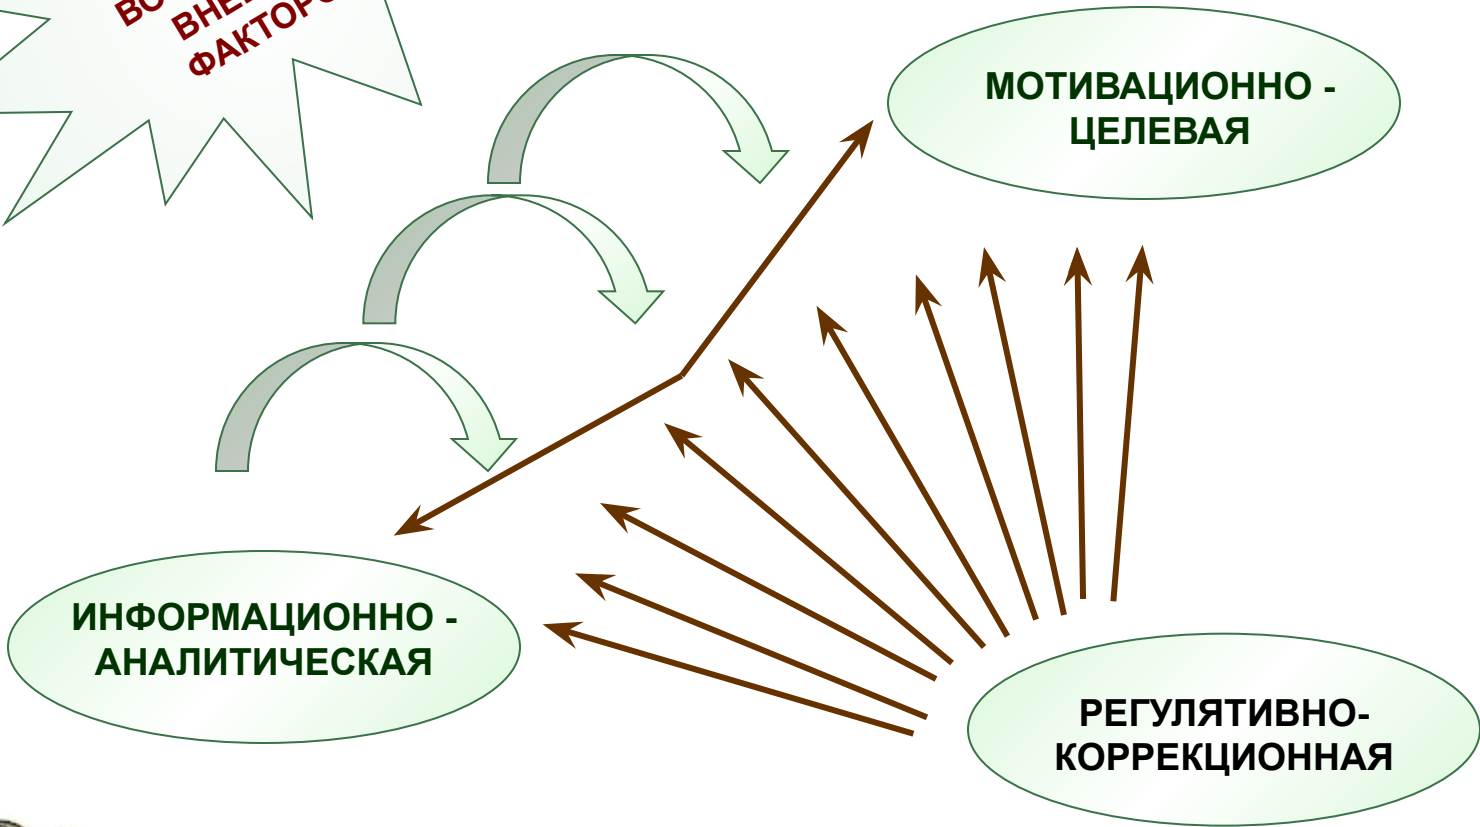 МОТИВАЦИОННО -
ЦЕЛЕВАЯ
ИНФОРМАЦИОННО -
АНАЛИТИЧЕСКАЯ
РЕГУЛЯТИВНО-
КОРРЕКЦИОННАЯ